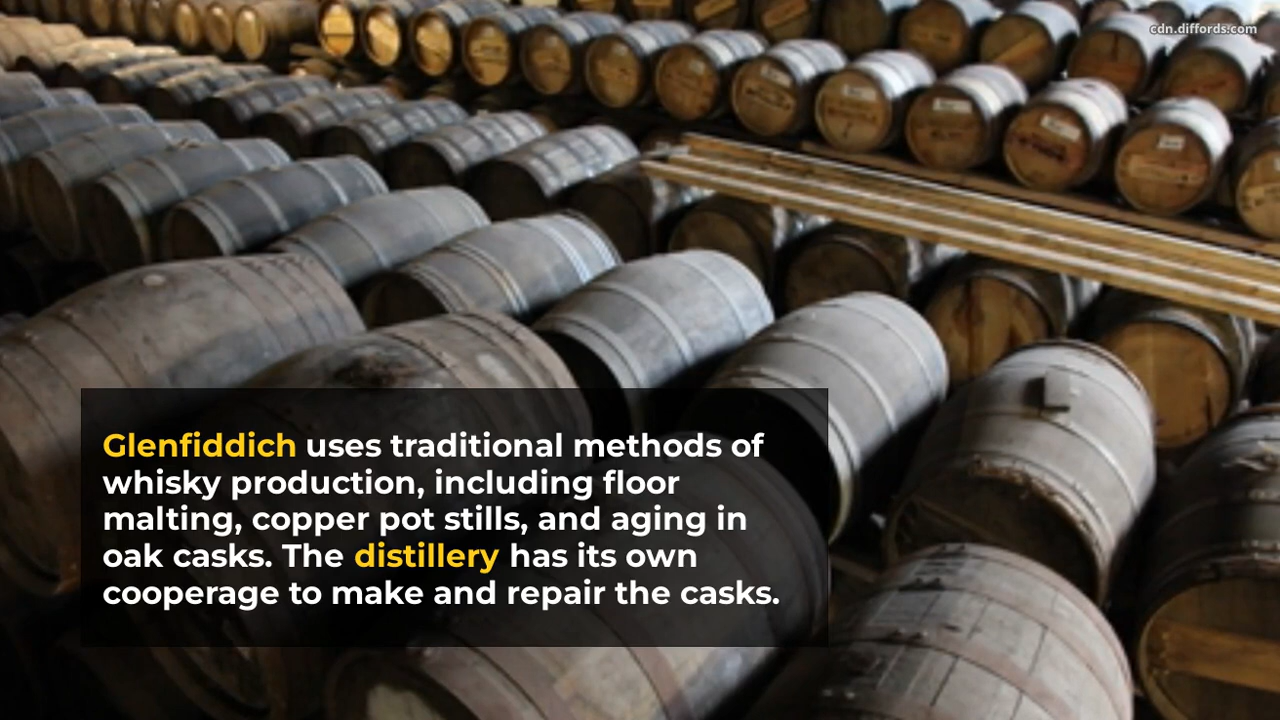 cdn.diffords.com
Glenfiddich uses traditional methods of
whisky production, including floor
malting, copper pot stills, and aging in
oak casks. The distillery has its own
cooperage to make and repair the casks.